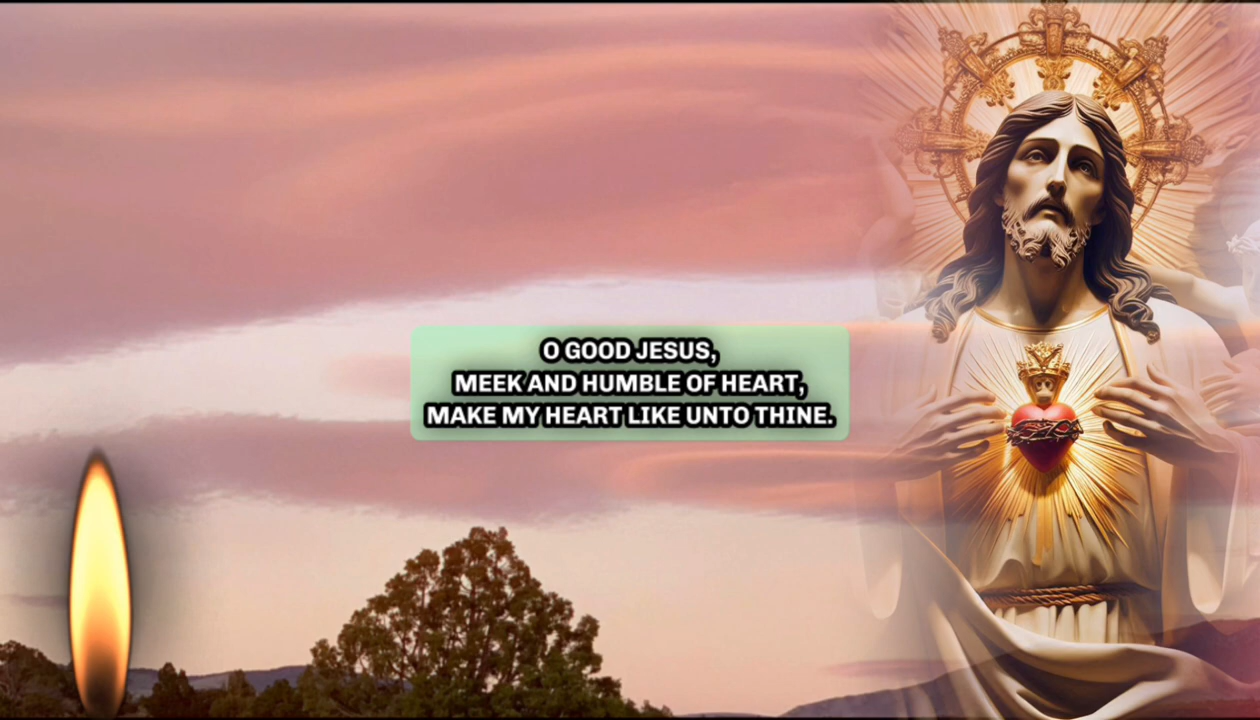 O GOOD JESUS,
MEEK AND HUMBLE OF HEART,
MAKE MY HEART LIKE UNTO THINE.